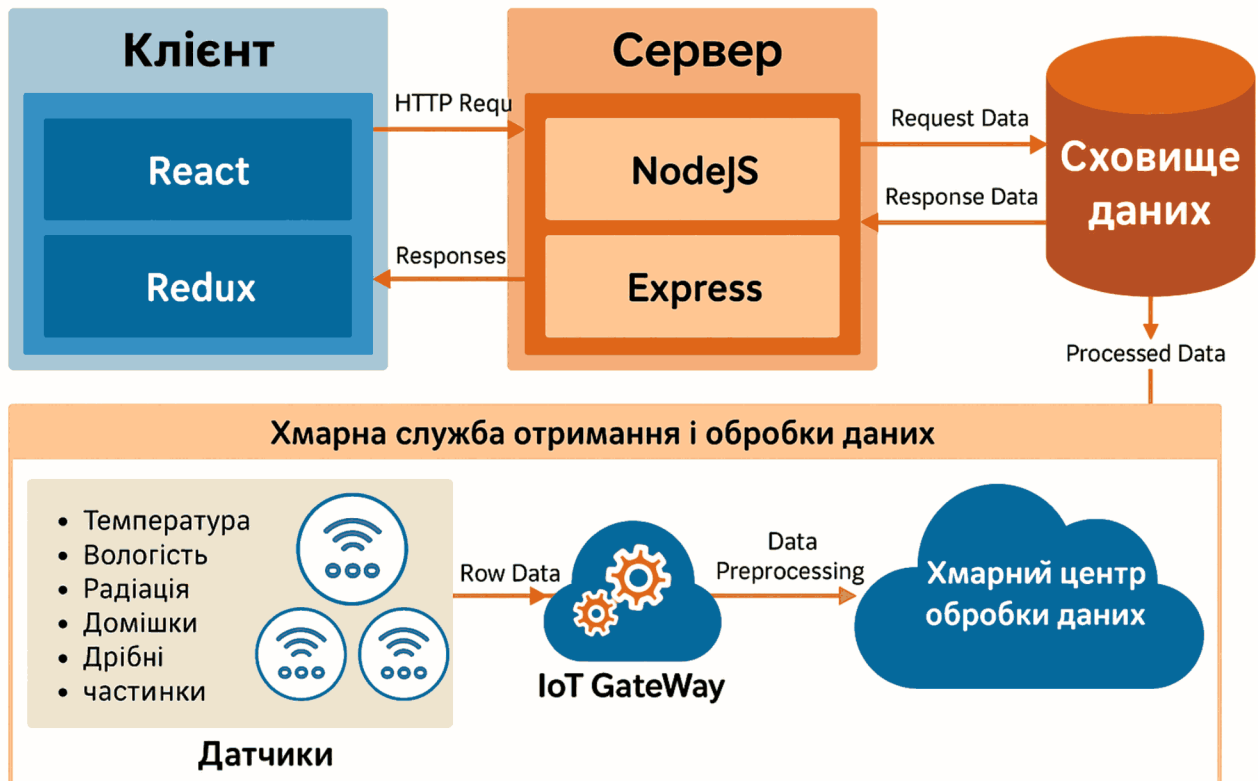 Клієнт
React
Redux
HTTP Requ
Responses
Сервер
NodeJS
Express
Request Data
Response Data
Сховище
даних
Processed Data
Хмарна служба отримання і обробки даних
• Температура
• Вологість
• Радіація
• Домішки
• Дрібні
• частинки
Датчики
Row Data
IoT GateWay
Data
Preprocessing
Хмарний центр
обробки даних